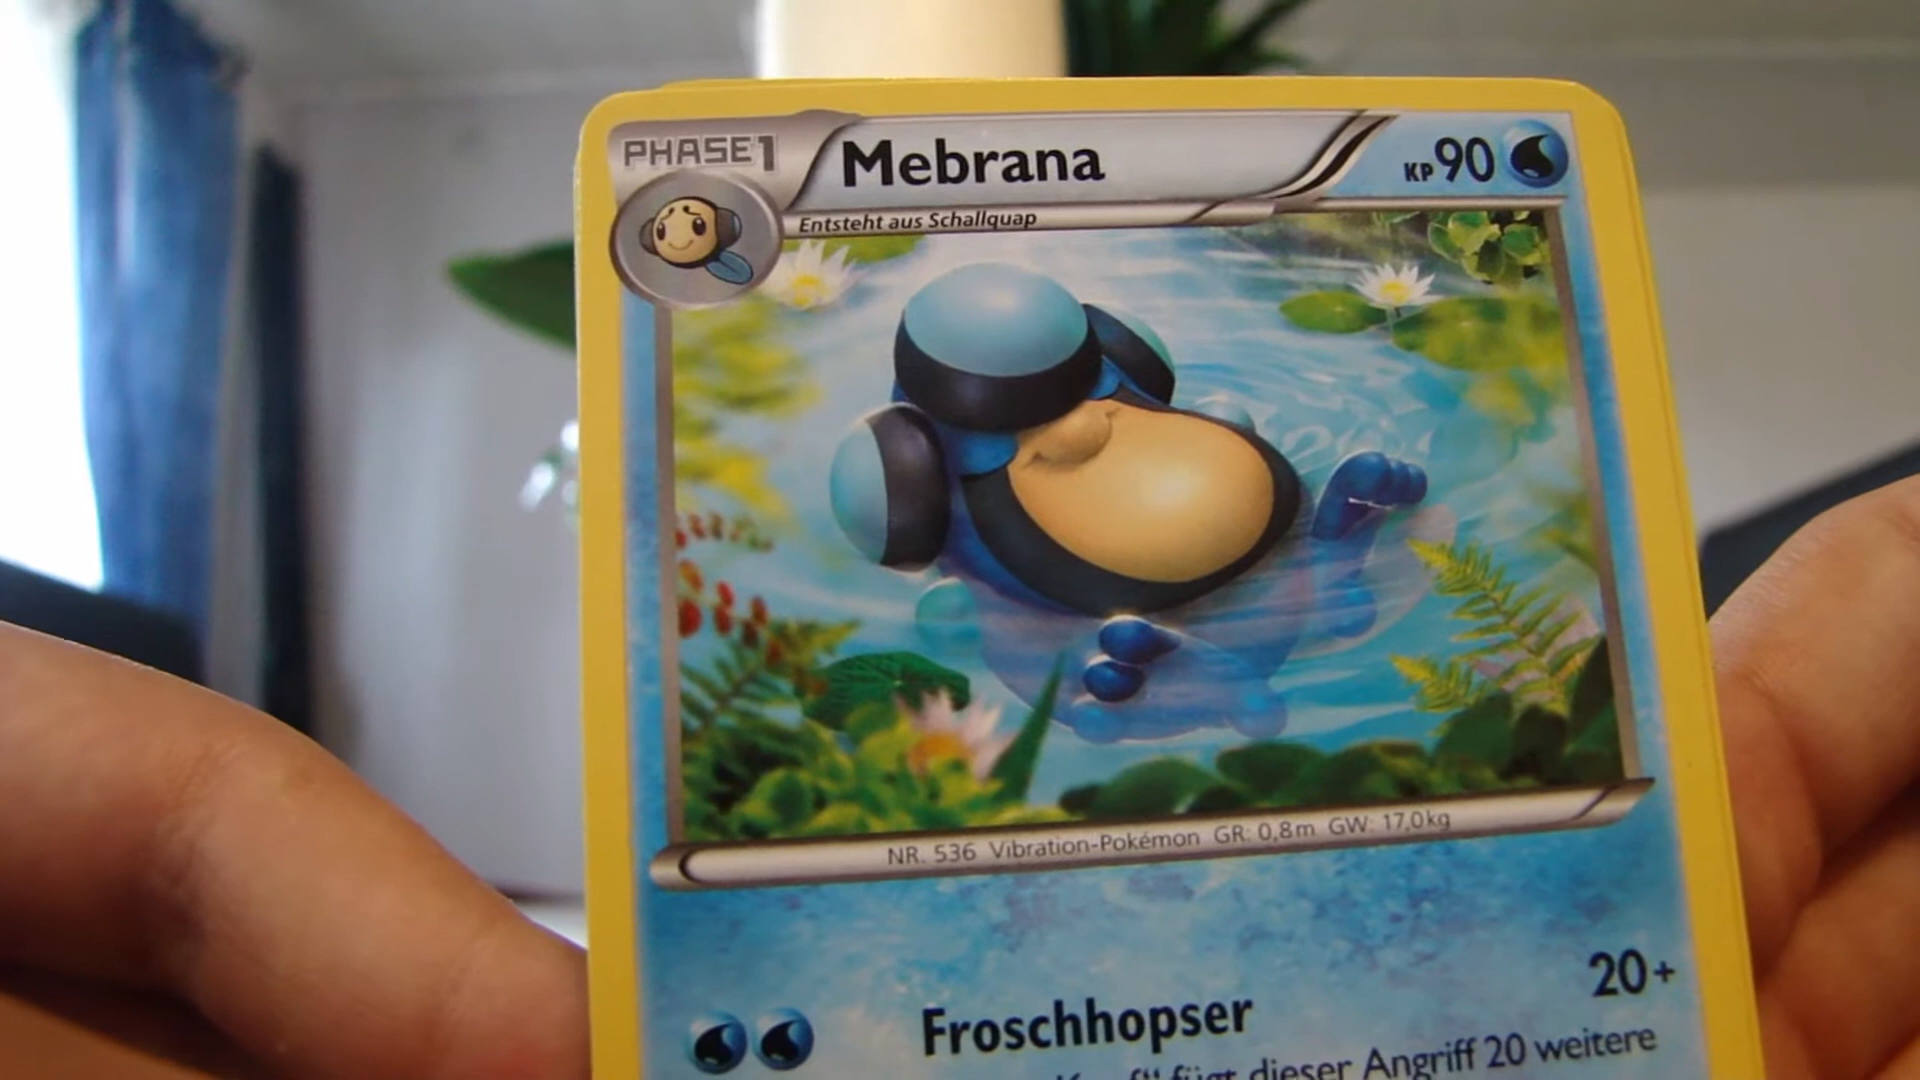 PHASE 1
Mebrana
KP 90
Entsteht aus Schallquap
NR. 536 Vibration-Pokémon GR: 0,8m GW: 17,0kg
Froschhopser
20+
fügt dieser Angriff 20 weitere